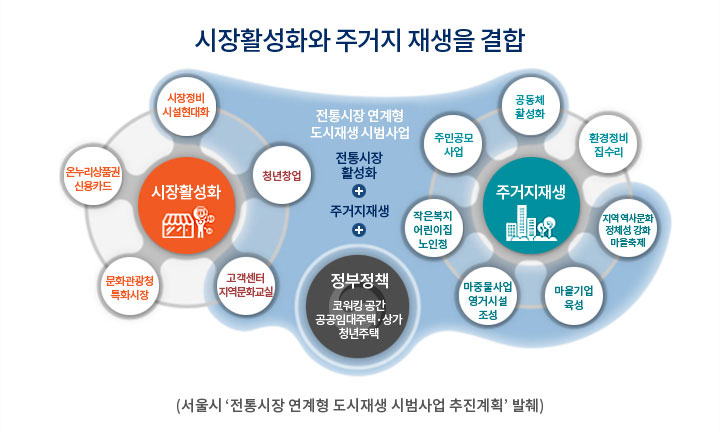 시장활성화와 주거지 재생을 결합
시장정비
시설현대화
온누리상품권
신용카드
시장활성화
청년창업
문화관광청
특화시장
고객센터
지역문화교실
전통시장 연계형
도시재생 시범사업
전통시장
활성화
+
주거지재생
+
정부정책
코워킹 공간
공공임대주택·상가
청년주택
공동체
활성화
주민공모
사업
환경정비
집수리
주거지재생
작은복지
어린이집
노인정
지역 역사문화
정체성 강화
마을축제
마중물사업
앵거시설
조성
마을기업
육성
(서울시 ‘전통시장 연계형 도시재생 시범사업 추진계획’ 발췌)